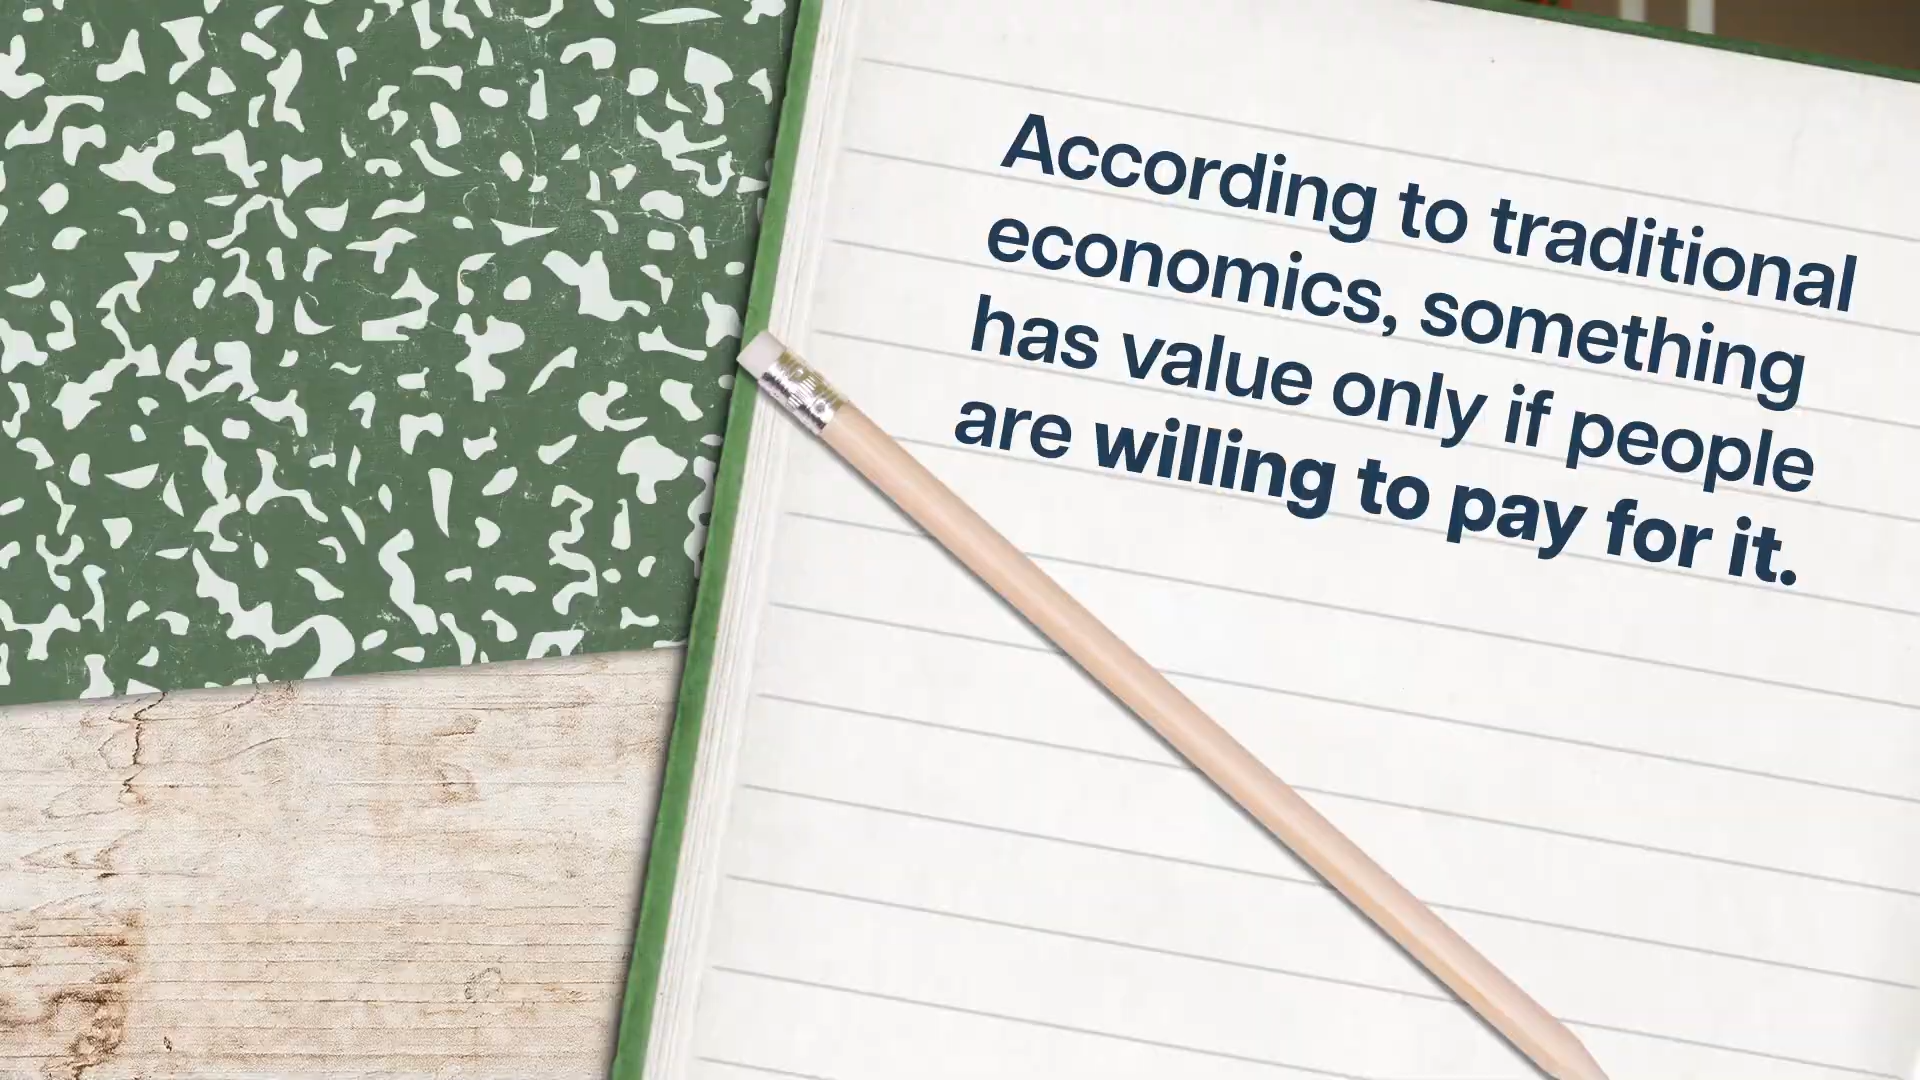 According to traditional
economics, something
has value only if people
are willing to pay for it.